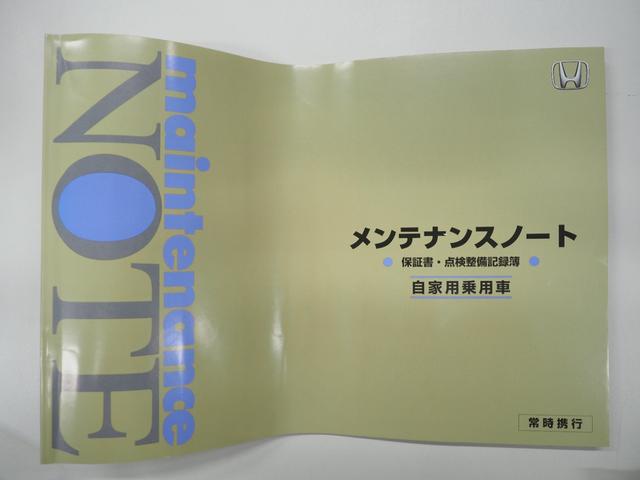 maintenance
NOTE
メンテナンスノート
● 保証書・点検整備記録簿 ●
自家用乗用車
常時携行